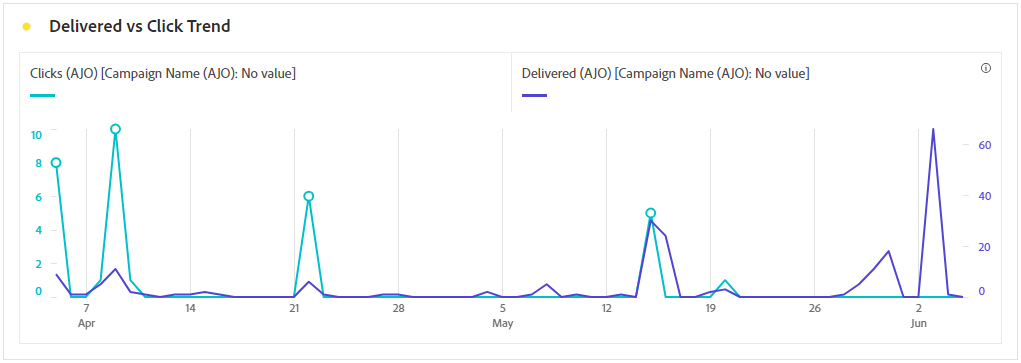 Delivered vs Click Trend
Clicks (AJO) [Campaign Name (AJO): No value]
Delivered (AJO) [Campaign Name (AJO): No value]
10
8
6
4
2
0
60
40
20
0
7 14 21 28 5 12 19 26 2
Apr May Jun